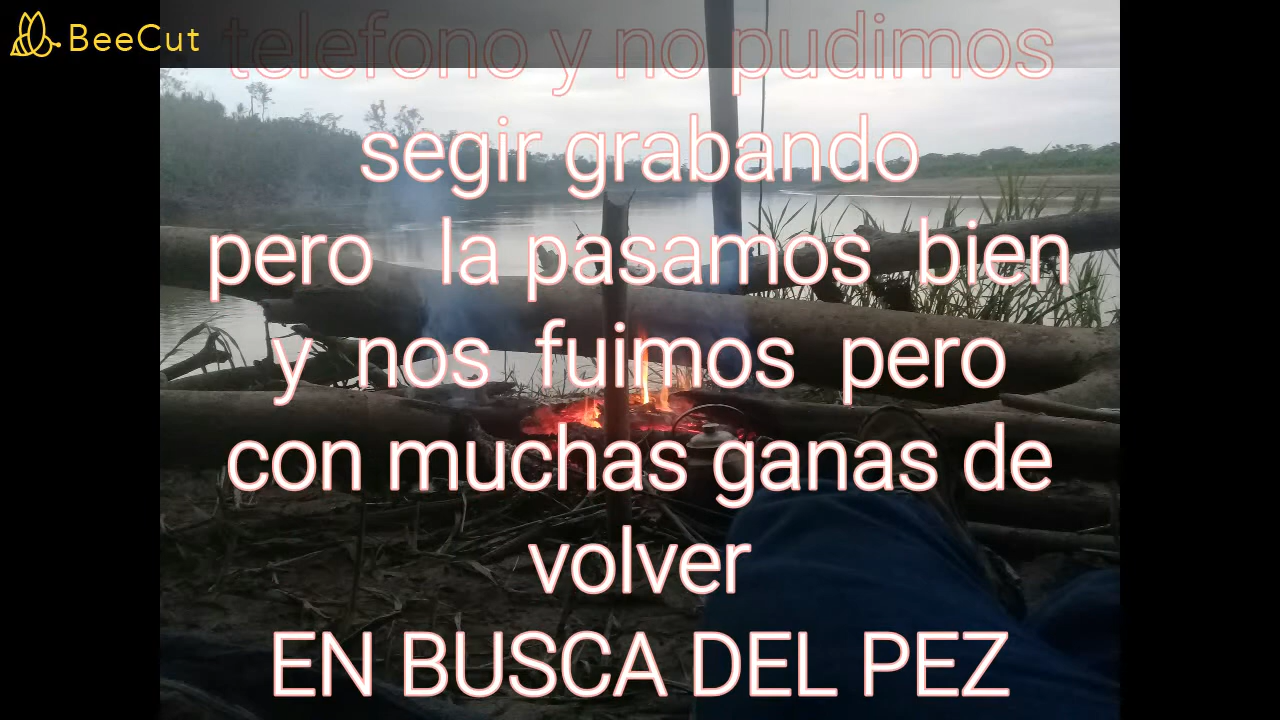 BeeCut
telefono y no pudimos
segir grabando
pero la pasamos bien
y nos fuimos pero
con muchas ganas de
volver
EN BUSCA DEL PEZ